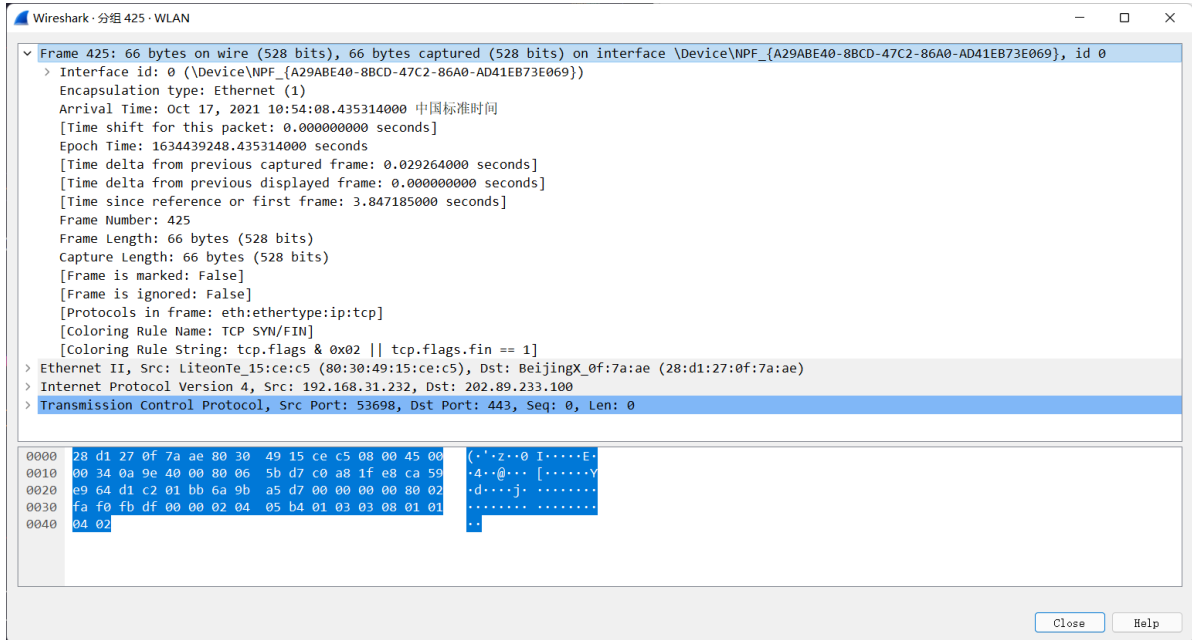 Wireshark · 分组 425 · WLAN
Frame 425: 66 bytes on wire (528 bits), 66 bytes captured (528 bits) on interface \Device\NPF_{A29ABE40-8BCD-47C2-86A0-AD41EB73E069}, id 0
Interface id: 0 (\Device\NPF_{A29ABE40-8BCD-47C2-86A0-AD41EB73E069})
Encapsulation type: Ethernet (1)
Arrival Time: Oct 17, 2021 10:54:08.435314000 中国标准时间
[Time shift for this packet: 0.000000000 seconds]
Epoch Time: 1634439248.435314000 seconds
[Time delta from previous captured frame: 0.029264000 seconds]
[Time delta from previous displayed frame: 0.000000000 seconds]
[Time since reference or first frame: 3.847185000 seconds]
Frame Number: 425
Frame Length: 66 bytes (528 bits)
Capture Length: 66 bytes (528 bits)
[Frame is marked: False]
[Frame is ignored: False]
[Protocols in frame: eth:ethertype:ip:tcp]
[Coloring Rule Name: TCP SYN/FIN]
[Coloring Rule String: tcp.flags & 0x02 || tcp.flags.fin == 1]
Ethernet II, Src: LiteonTe_15:ce:c5 (80:30:49:15:ce:c5), Dst: BeijingX_0f:7a:ae (28:d1:27:0f:7a:ae)
Internet Protocol Version 4, Src: 192.168.31.232, Dst: 202.89.233.100
Transmission Control Protocol, Src Port: 53698, Dst Port: 443, Seq: 0, Len: 0
0000 28 d1 27 0f 7a ae 80 30 49 15 ce c5 08 00 45 00 (·'·z··0 I·····E·
0010 00 34 0a 9e 40 00 80 06 5b d7 c0 a8 1f e8 ca 59 ·4··@··· [······Y
0020 e9 64 d1 c2 01 bb 6a 9b a5 d7 00 00 00 00 80 02 ·d····j· ········
0030 fa f0 fb df 00 00 02 04 05 b4 01 03 03 08 01 01 ········ ········
0040 04 02 ··
Close Help